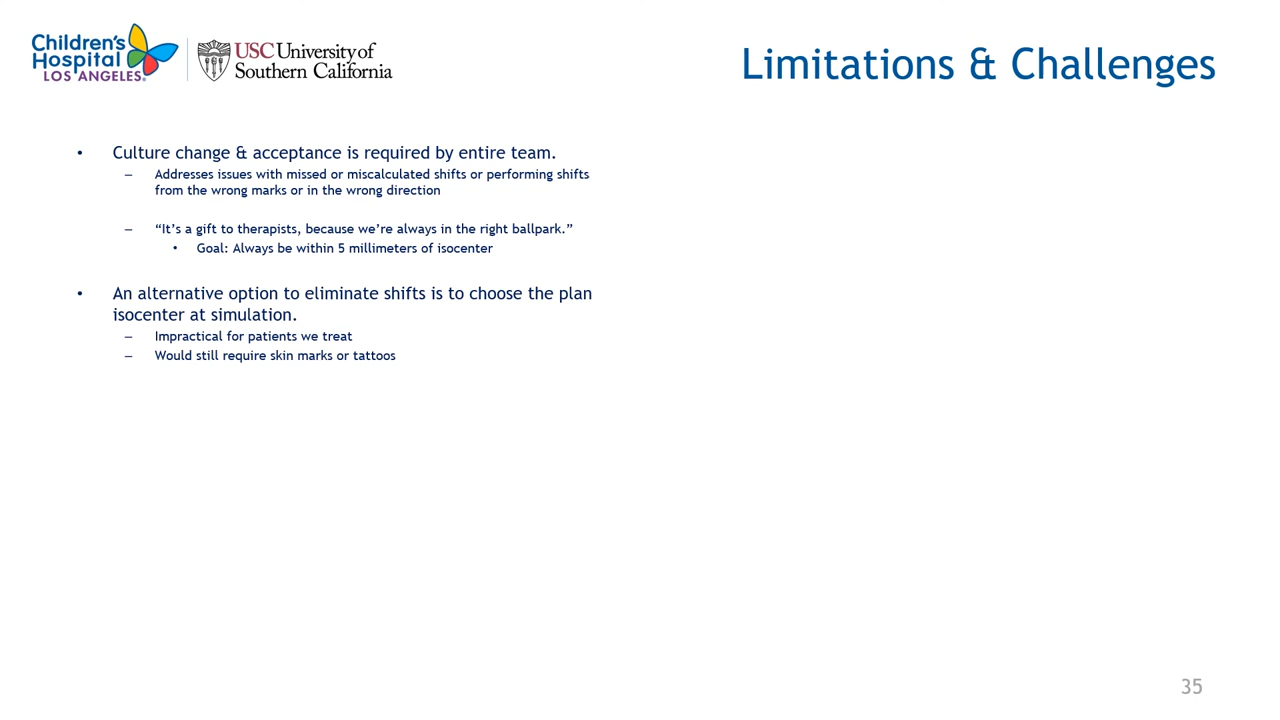 Children's
Hospital
LOS ANGELES®
USC University of
Southern California
Limitations & Challenges
• Culture change & acceptance is required by entire team.
– Addresses issues with missed or miscalculated shifts or performing shifts
from the wrong marks or in the wrong direction
– “It’s a gift to therapists, because we’re always in the right ballpark.”
• Goal: Always be within 5 millimeters of isocenter
• An alternative option to eliminate shifts is to choose the plan
isocenter at simulation.
– Impractical for patients we treat
– Would still require skin marks or tattoos
35